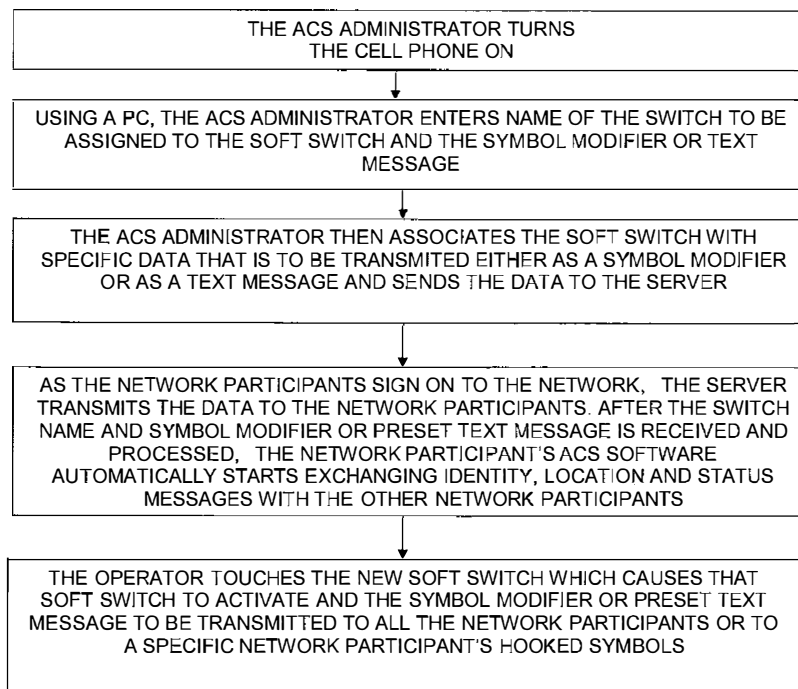 THE ACS ADMINISTRATOR TURNS
THE CELL PHONE ON
USING A PC, THE ACS ADMINISTRATOR ENTERS NAME OF THE SWITCH TO BE
ASSIGNED TO THE SOFT SWITCH AND THE SYMBOL MODIFIER OR TEXT
MESSAGE
THE ACS ADMINISTRATOR THEN ASSOCIATES THE SOFT SWITCH WITH
SPECIFIC DATA THAT IS TO BE TRANSMITED EITHER AS A SYMBOL MODIFIER
OR AS A TEXT MESSAGE AND SENDS THE DATA TO THE SERVER
AS THE NETWORK PARTICIPANTS SIGN ON TO THE NETWORK, THE SERVER
TRANSMITS THE DATA TO THE NETWORK PARTICIPANTS. AFTER THE SWITCH
NAME AND SYMBOL MODIFIER OR PRESET TEXT MESSAGE IS RECEIVED AND
PROCESSED, THE NETWORK PARTICIPANT'S ACS SOFTWARE
AUTOMATICALLY STARTS EXCHANGING IDENTITY, LOCATION AND STATUS
MESSAGES WITH THE OTHER NETWORK PARTICIPANTS
THE OPERATOR TOUCHES THE NEW SOFT SWITCH WHICH CAUSES THAT
SOFT SWITCH TO ACTIVATE AND THE SYMBOL MODIFIER OR PRESET TEXT
MESSAGE TO BE TRANSMITTED TO ALL THE NETWORK PARTICIPANTS OR TO
A SPECIFIC NETWORK PARTICIPANT'S HOOKED SYMBOLS